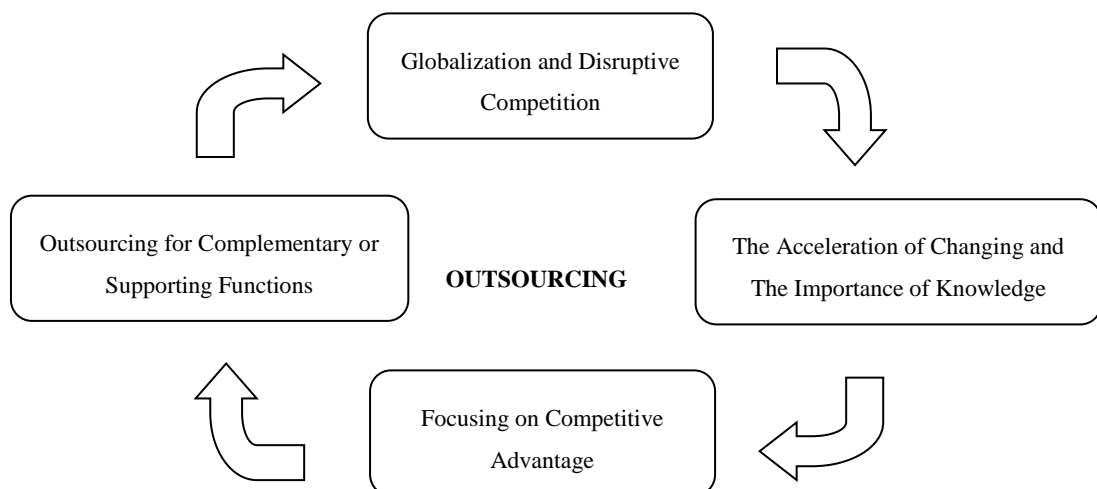 Globalization and Disruptive
Competition
Outsourcing for Complementary or
Supporting Functions
OUTSOURCING
The Acceleration of Changing and
The Importance of Knowledge
Focusing on Competitive
Advantage